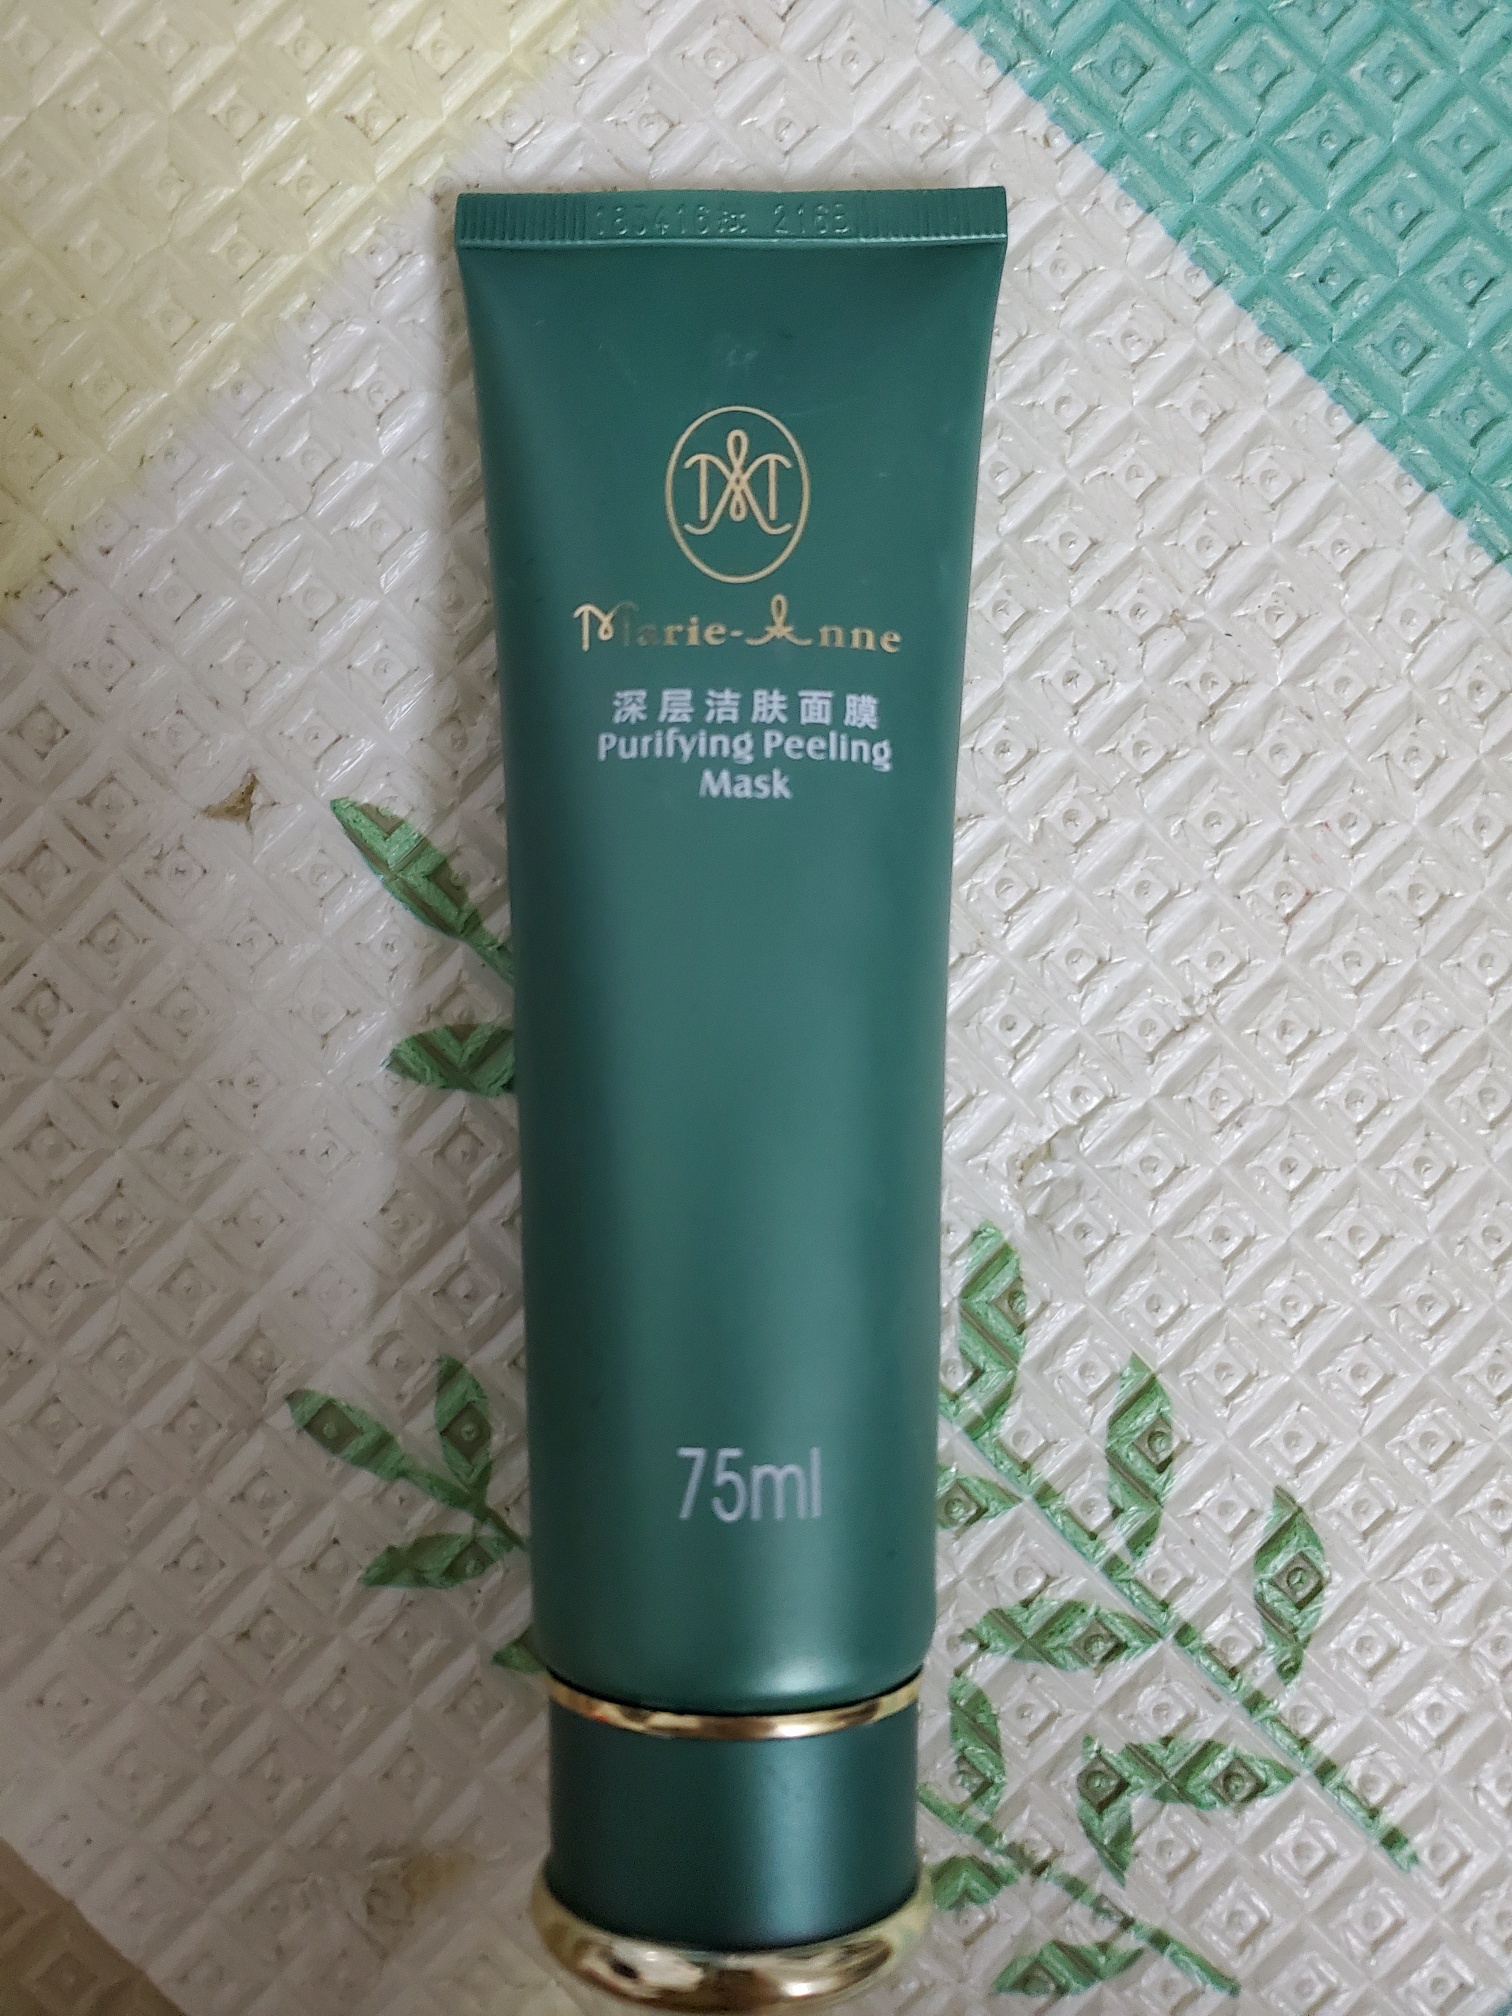 Marie-Anne
深层洁肤面膜
Purifying Peeling
Mask
75ml